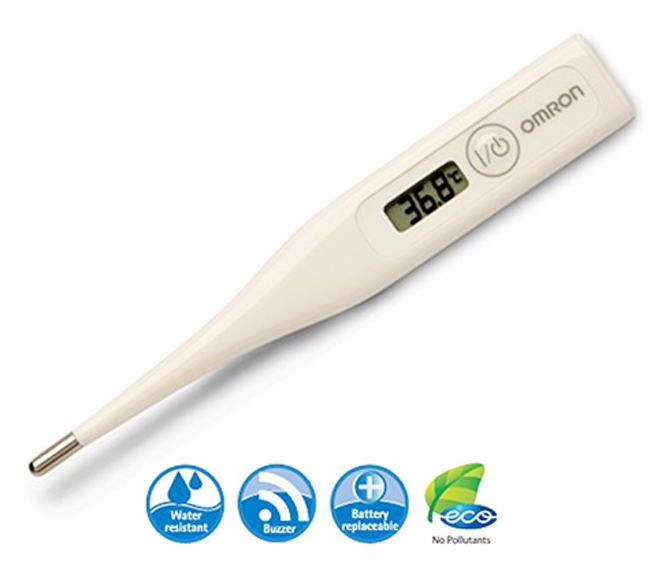 OMRON
I/
36.8°C
Water
resistant
Buzzer
Battery
replaceable
eco
No Pollutants